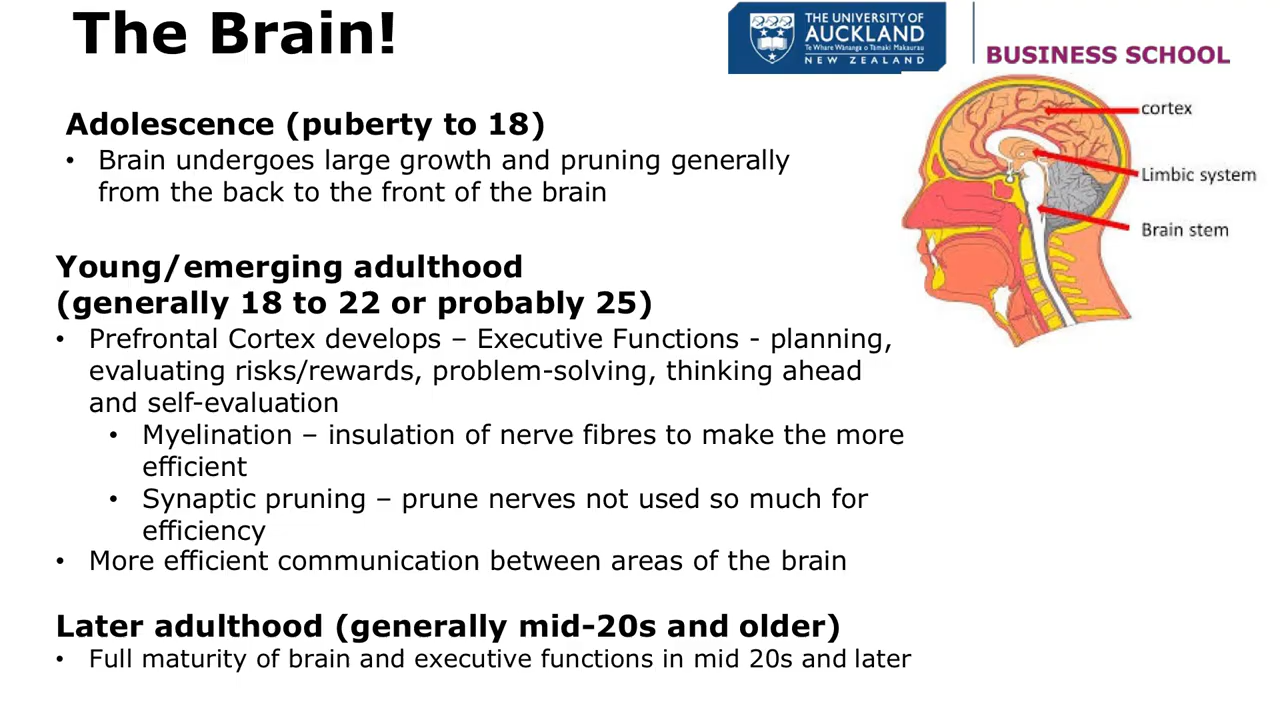 The Brain!
THE UNIVERSITY OF
AUCKLAND
Te Whare Wānanga o Tāmaki Makaurau
NEW ZEALAND
BUSINESS SCHOOL
Adolescence (puberty to 18)
• Brain undergoes large growth and pruning generally
from the back to the front of the brain
cortex
Limbic system
Brain stem
Young/emerging adulthood
(generally 18 to 22 or probably 25)
• Prefrontal Cortex develops – Executive Functions - planning,
evaluating risks/rewards, problem-solving, thinking ahead
and self-evaluation
• Myelination – insulation of nerve fibres to make the more
efficient
• Synaptic pruning – prune nerves not used so much for
efficiency
• More efficient communication between areas of the brain
Later adulthood (generally mid-20s and older)
• Full maturity of brain and executive functions in mid 20s and later